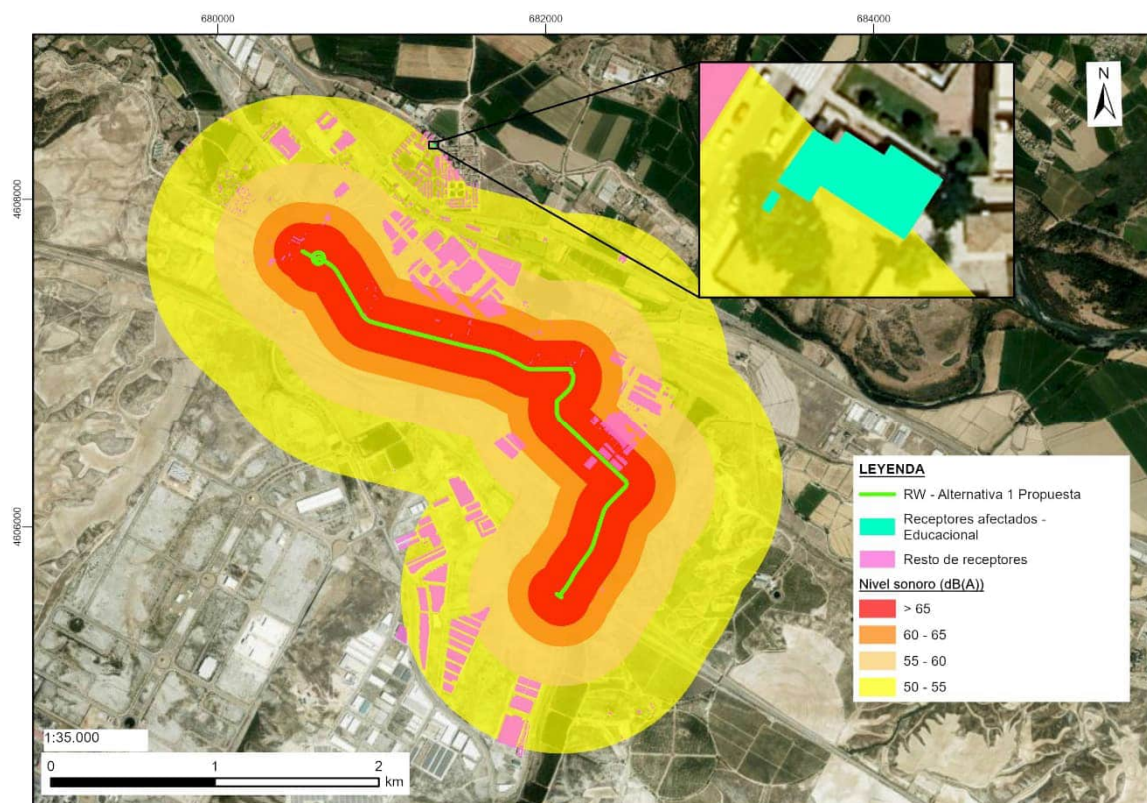 680000
682000
684000
4608000
4606000
N
LEYENDA
RW - Alternativa 1 Propuesta
Receptores afectados -
Educacional
Resto de receptores
Nivel sonoro (dB(A))
> 65
60 - 65
55 - 60
50 - 55
1:35.000
0
1
2
km